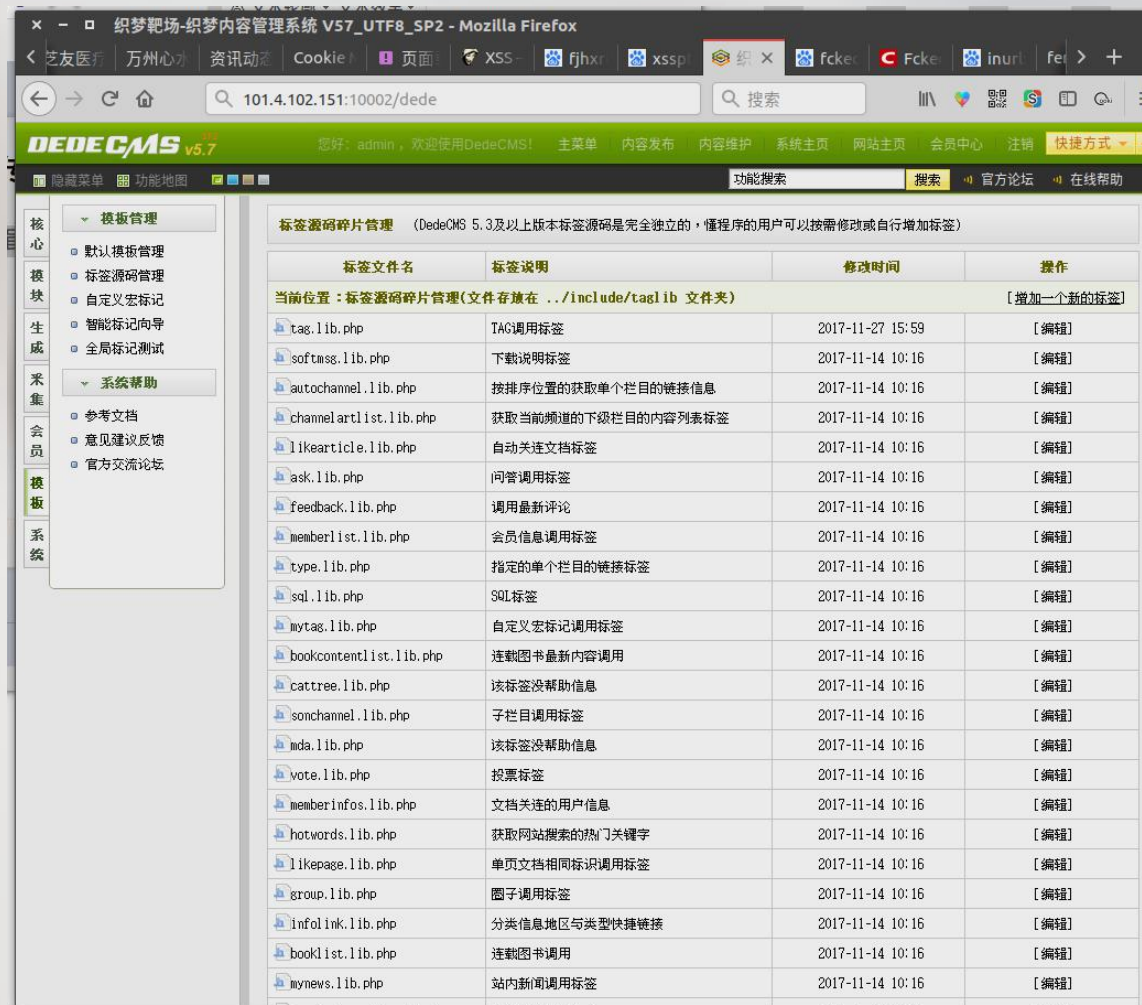 织梦靶场-织梦内容管理系统 V57_UTF8_SP2 - Mozilla Firefox
芝友医疗 万州心水 资讯动态 Cookie 页面 XSS- fjhxr xssp 织 fcke Fcke inurl fe
101.4.102.151:10002/dede 搜索
DEDECMS v5.7 您好: admin , 欢迎使用DedeCMS! 主菜单 内容发布 内容维护 系统主页 网站主页 会员中心 注销 快捷方式
隐藏菜单 功能地图 功能搜索 搜索 官方论坛 在线帮助
核心
模块
生成
采集
会员
模板
系统
模板管理
默认模板管理
标签源码管理
自定义宏标记
智能标记向导
全局标记测试
系统帮助
参考文档
意见建议反馈
官方交流论坛
标签源码碎片管理 (DedeCMS 5.3及以上版本标签源码是完全独立的，懂程序的用户可以按需修改或自行增加标签)
标签文件名 标签说明 修改时间 操作
当前位置：标签源码碎片管理(文件存放在 ../include/taglib 文件夹) [增加一个新的标签]
tag.lib.php TAG调用标签 2017-11-27 15:59 [编辑]
softmsg.lib.php 下载说明标签 2017-11-14 10:16 [编辑]
autochannel.lib.php 按排序位置的获取单个栏目的链接信息 2017-11-14 10:16 [编辑]
channelartlist.lib.php 获取当前频道的下级栏目的内容列表标签 2017-11-14 10:16 [编辑]
likearticle.lib.php 自动关连文档标签 2017-11-14 10:16 [编辑]
ask.lib.php 问答调用标签 2017-11-14 10:16 [编辑]
feedback.lib.php 调用最新评论 2017-11-14 10:16 [编辑]
memberlist.lib.php 会员信息调用标签 2017-11-14 10:16 [编辑]
type.lib.php 指定的单个栏目的链接标签 2017-11-14 10:16 [编辑]
sql.lib.php SQL标签 2017-11-14 10:16 [编辑]
mytag.lib.php 自定义宏标记调用标签 2017-11-14 10:16 [编辑]
bookcontentlist.lib.php 连载图书最新内容调用 2017-11-14 10:16 [编辑]
cattree.lib.php 该标签没帮助信息 2017-11-14 10:16 [编辑]
sonchannel.lib.php 子栏目调用标签 2017-11-14 10:16 [编辑]
mda.lib.php 该标签没帮助信息 2017-11-14 10:16 [编辑]
vote.lib.php 投票标签 2017-11-14 10:16 [编辑]
memberinfos.lib.php 文档关连的用户信息 2017-11-14 10:16 [编辑]
hotwords.lib.php 获取网站搜索的热门关键字 2017-11-14 10:16 [编辑]
likepage.lib.php 单页文档相同标识调用标签 2017-11-14 10:16 [编辑]
group.lib.php 圈子调用标签 2017-11-14 10:16 [编辑]
infolink.lib.php 分类信息地区与类型快捷链接 2017-11-14 10:16 [编辑]
booklist.lib.php 连载图书调用 2017-11-14 10:16 [编辑]
mynews.lib.php 站内新闻调用标签 2017-11-14 10:16 [编辑]